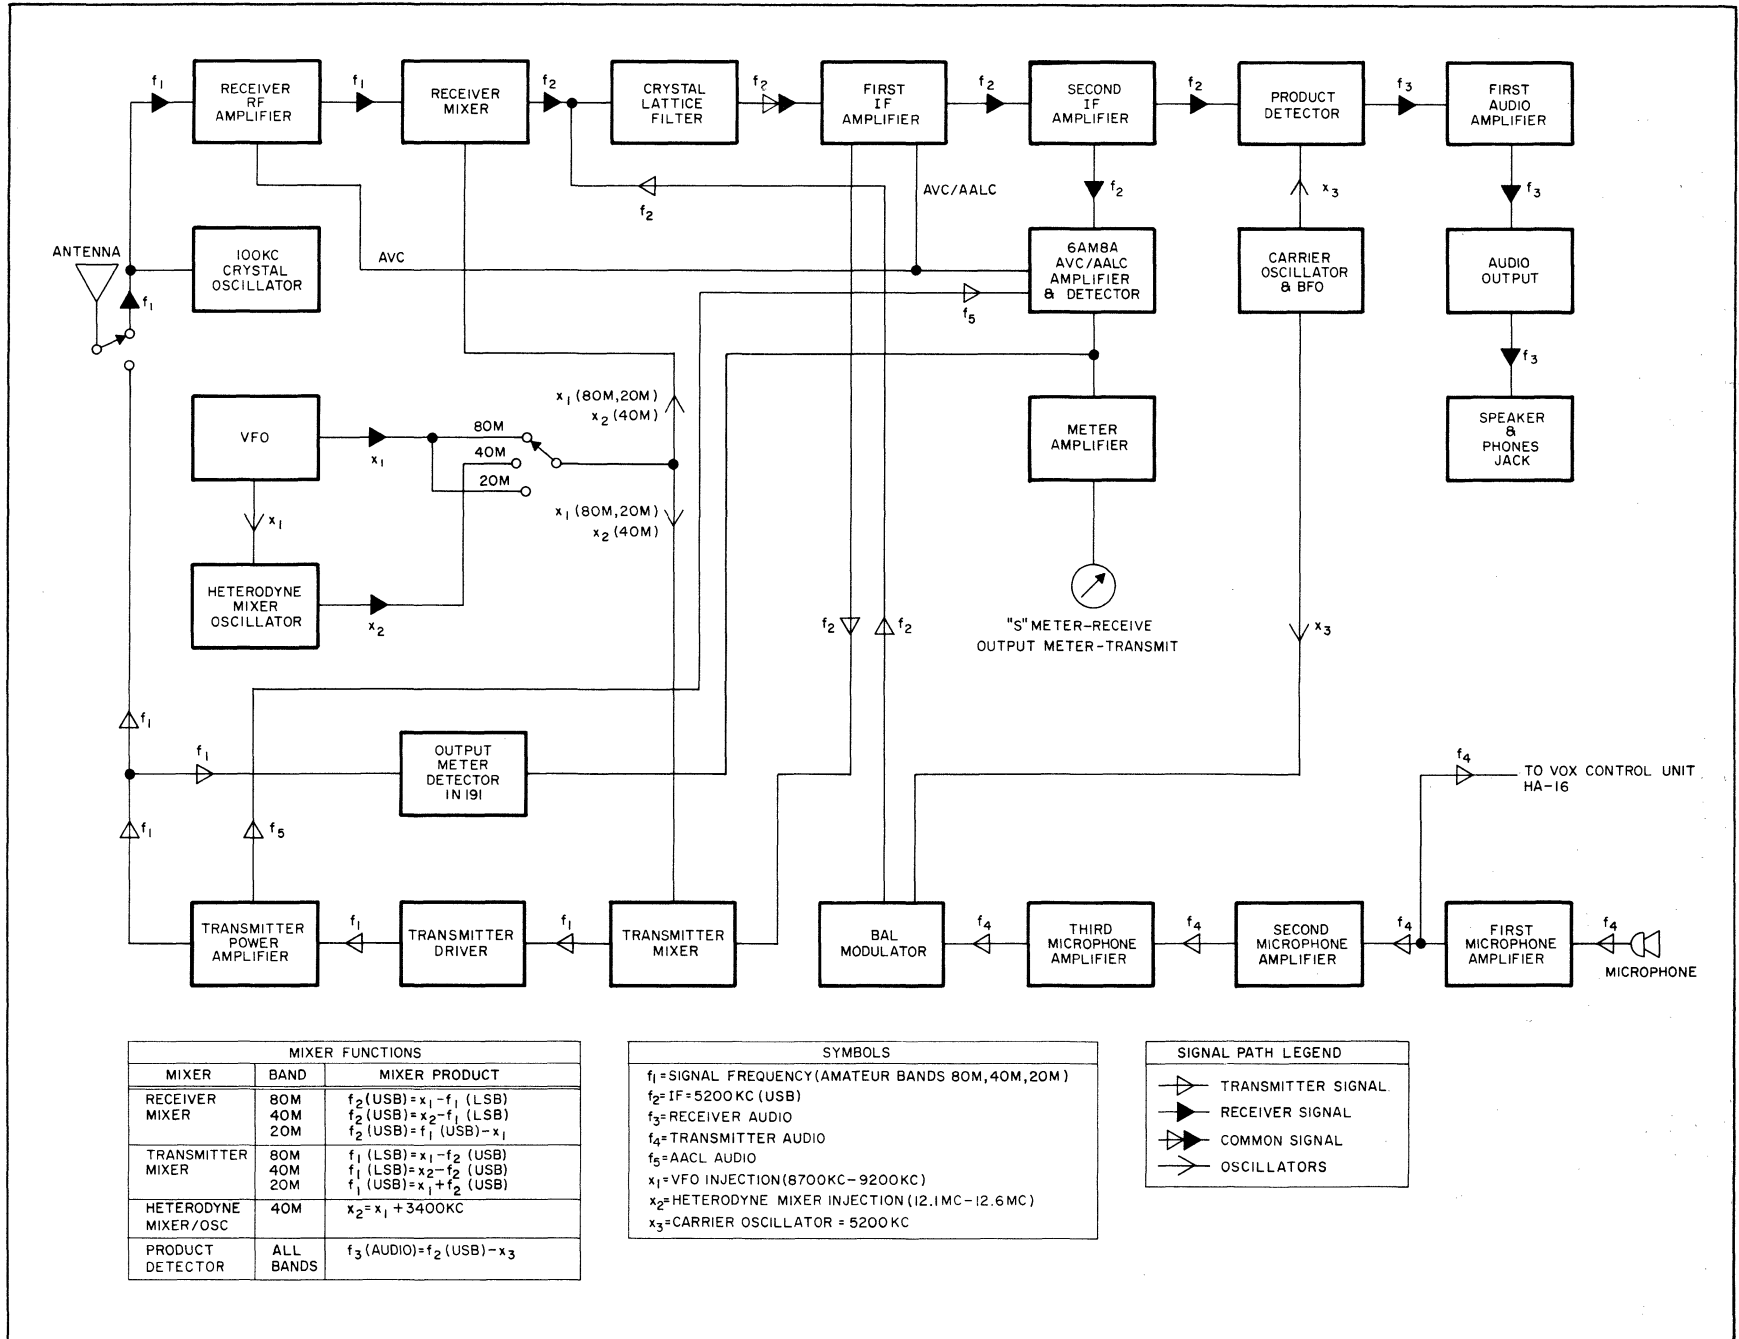 f1
RECEIVER
RF
AMPLIFIER
f1
RECEIVER
MIXER
f2
CRYSTAL
LATTICE
FILTER
f2
FIRST
IF
AMPLIFIER
f2
SECOND
IF
AMPLIFIER
f2
PRODUCT
DETECTOR
f3
FIRST
AUDIO
AMPLIFIER
AVC/AALC
f2
f2
x3
f3
ANTENNA
f1
100KC
CRYSTAL
OSCILLATOR
AVC
6AM8A
AVC/AALC
AMPLIFIER
& DETECTOR
f5
CARRIER
OSCILLATOR
& BFO
AUDIO
OUTPUT
f3
VFO
x1
80M
40M
20M
x1 (80M,20M)
x2 (40M)
x1 (80M,20M)
x2 (40M)
METER
AMPLIFIER
SPEAKER
&
PHONES
JACK
x1
HETERODYNE
MIXER
OSCILLATOR
x2
f2
f2
"S" METER-RECEIVE
OUTPUT METER-TRANSMIT
x3
f1
f1
OUTPUT
METER
DETECTOR
IN191
f4
TO VOX CONTROL UNIT
HA-16
f1
f5
TRANSMITTER
POWER
AMPLIFIER
f1
TRANSMITTER
DRIVER
f1
TRANSMITTER
MIXER
BAL
MODULATOR
f4
THIRD
MICROPHONE
AMPLIFIER
f4
SECOND
MICROPHONE
AMPLIFIER
f4
FIRST
MICROPHONE
AMPLIFIER
f4
MICROPHONE
MIXER FUNCTIONS
MIXER BAND MIXER PRODUCT
RECEIVER 80M f2(USB)=x1-f1 (LSB)
MIXER 40M f2(USB)=x2-f1 (LSB)
20M f2(USB)=f1 (USB)-x1
TRANSMITTER 80M f1 (LSB)=x1-f2 (USB)
MIXER 40M f1 (LSB)=x2-f2 (USB)
20M f1 (USB)=x1+f2 (USB)
HETERODYNE 40M x2=x1+3400KC
MIXER/OSC
PRODUCT ALL f3(AUDIO)=f2(USB)-x3
DETECTOR BANDS
SYMBOLS
f1=SIGNAL FREQUENCY(AMATEUR BANDS 80M,40M,20M)
f2=IF=5200KC(USB)
f3=RECEIVER AUDIO
f4=TRANSMITTER AUDIO
f5=AACL AUDIO
x1=VFO INJECTION(8700KC-9200KC)
x2=HETERODYNE MIXER INJECTION(12.1MC-12.6MC)
x3=CARRIER OSCILLATOR = 5200KC
SIGNAL PATH LEGEND
TRANSMITTER SIGNAL.
RECEIVER SIGNAL
COMMON SIGNAL
OSCILLATORS